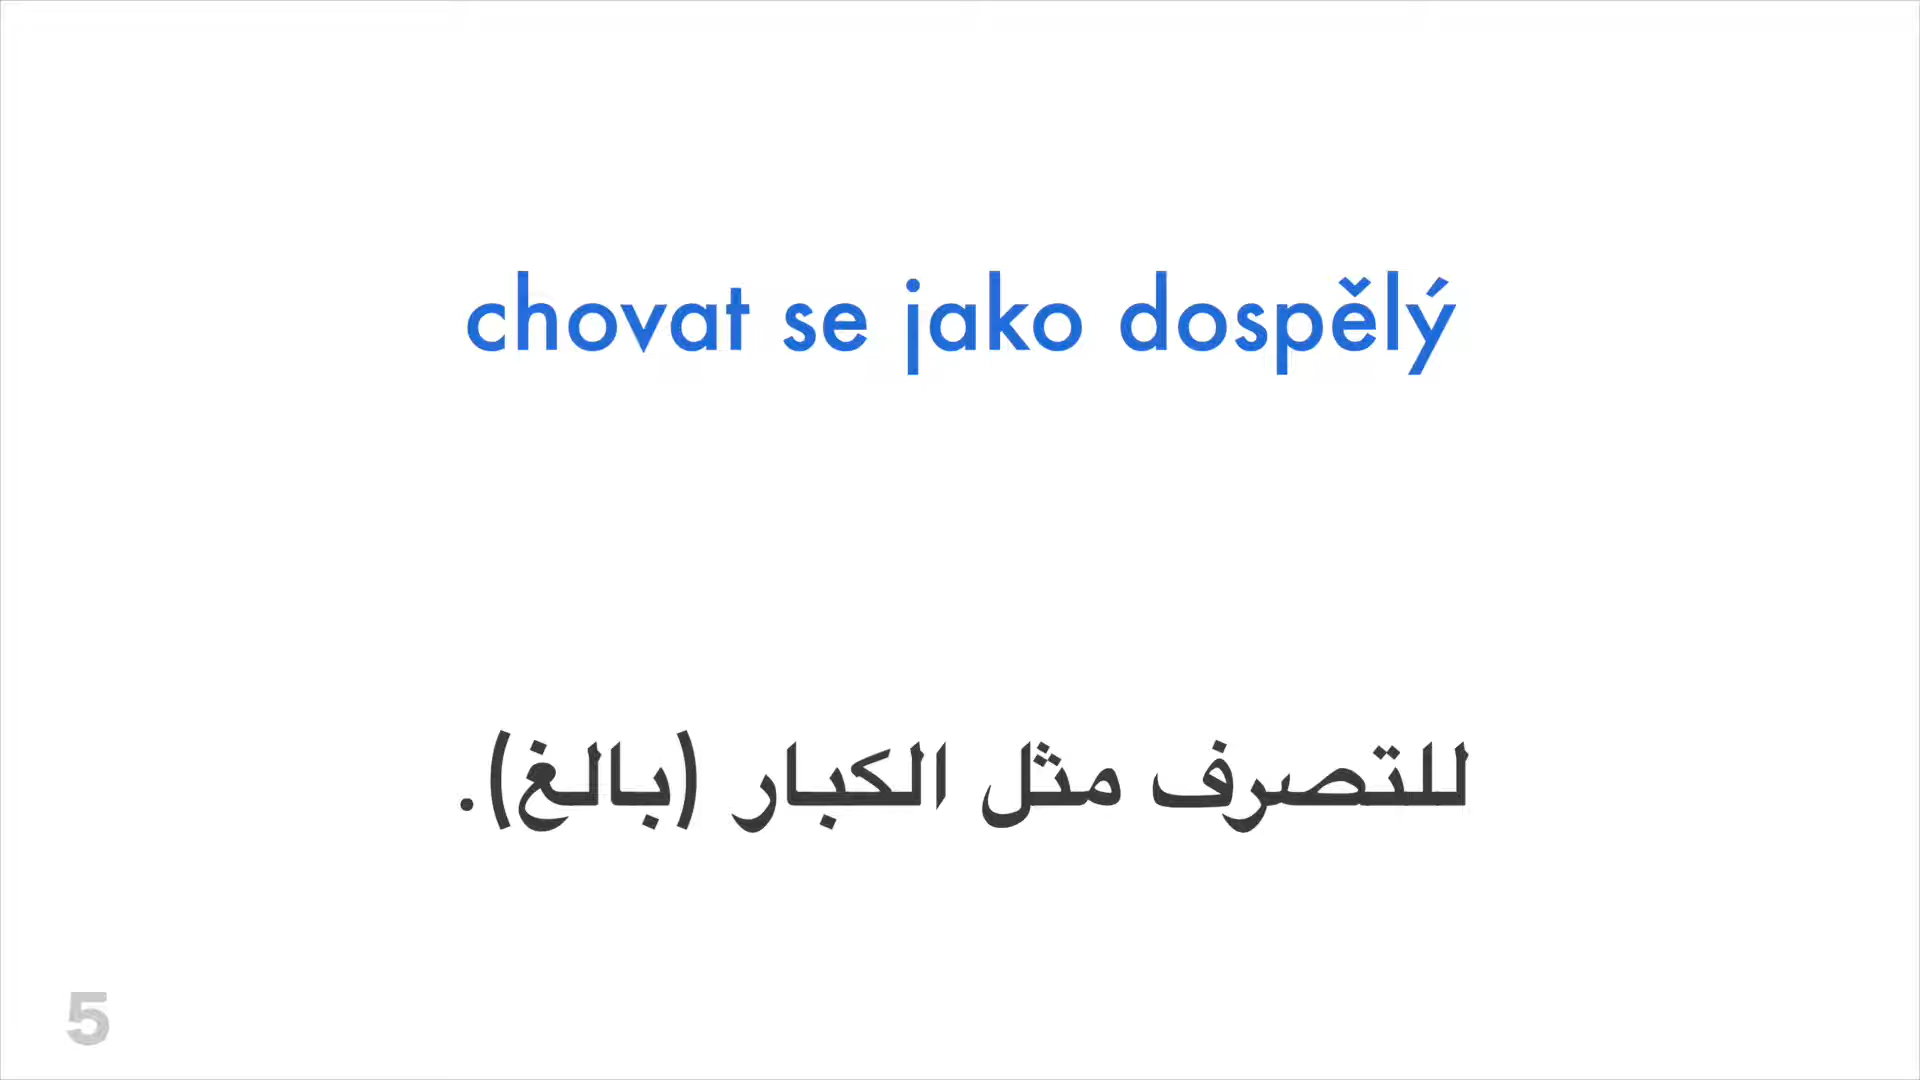 chovat se jako dospělý
للتصرف مثل الكبار (بالغ).
5